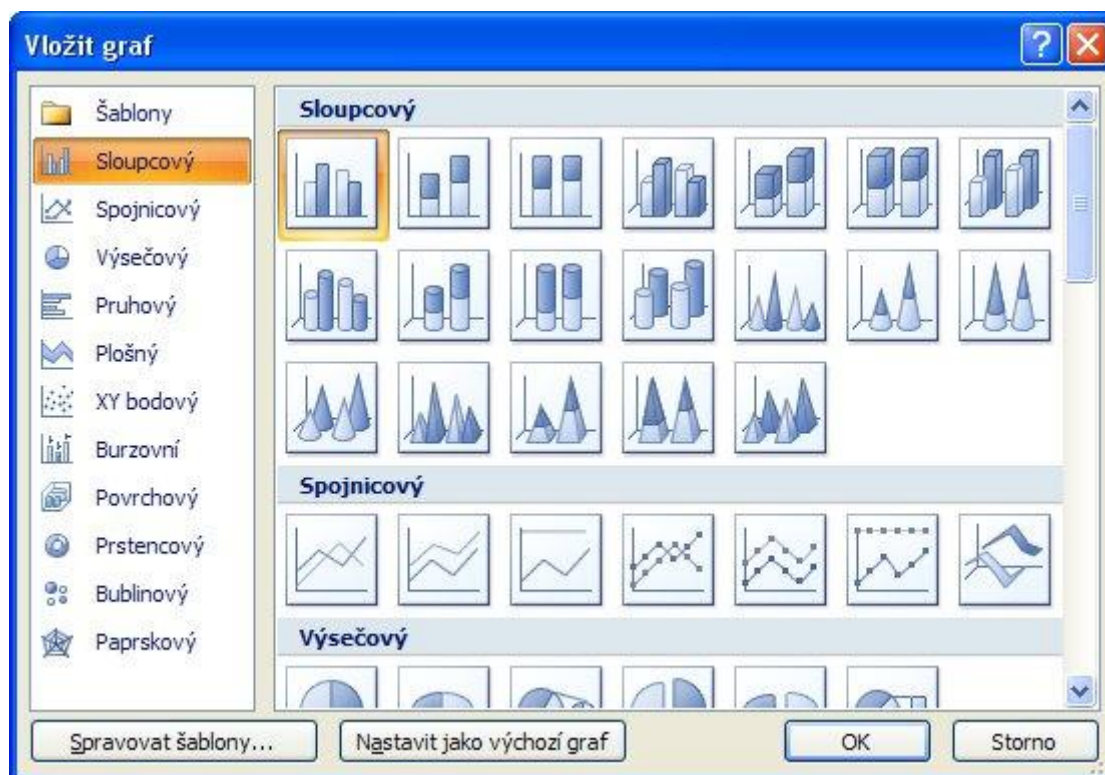 Vložit graf
Šablony
Sloupcový
Spojnicový
Výsečový
Pruhový
Plošný
XY bodový
Burzovní
Povrchový
Prstencový
Bublinový
Paprskový
Sloupcový
Spojnicový
Výsečový
Spravovat šablony...
Nastavit jako výchozí graf
OK
Storno